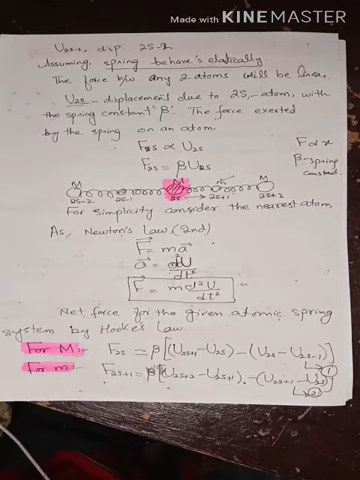 Made with KINEMASTER
U2S-2, disp. 2S-2
Assuming spring behave's elatically
The force b/w any 2-atoms will be linear.
U2S - displacement due to 2S, -atom, with
the spring constant 'β'. The force exerted
by the spring on an atom.
F2S ∝ U2S
F ∝ x
F2S = βU2S
β-spring
constant.
M M M
2S-2 2S-1 2S 2S+1 2S+2
For simplicity consider the nearest atom,
As, Newton's law (2nd)
F = ma
a = d²U/dt²
F = md²U/dt²
Net force for the given atomic spring
system by Hooke's law.
For M :- F2S = β[(U2S+1 - U2S) - (U2S - U2S-1)] ①
For m :- F2S+1 = β[(U2S+2 - U2S+1) - (U2S+1 - U2S)] ②